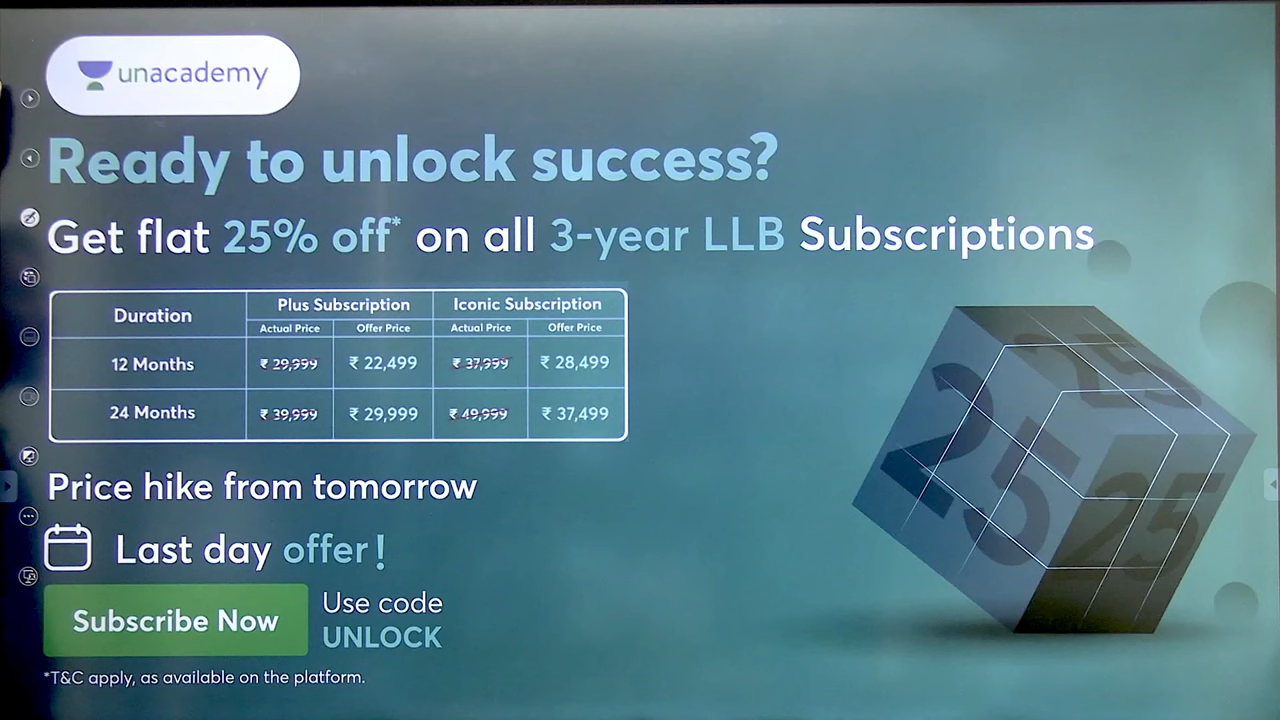 unacademy
Ready to unlock success?
Get flat 25% off* on all 3-year LLB Subscriptions
Duration Plus Subscription Iconic Subscription
Actual Price Offer Price Actual Price Offer Price
12 Months ₹ 29,999 ₹ 22,499 ₹ 37,999 ₹ 28,499
24 Months ₹ 39,999 ₹ 29,999 ₹ 49,999 ₹ 37,499
25
25
25
Price hike from tomorrow
Last day offer!
Subscribe Now
Use code
UNLOCK
*T&C apply, as available on the platform.